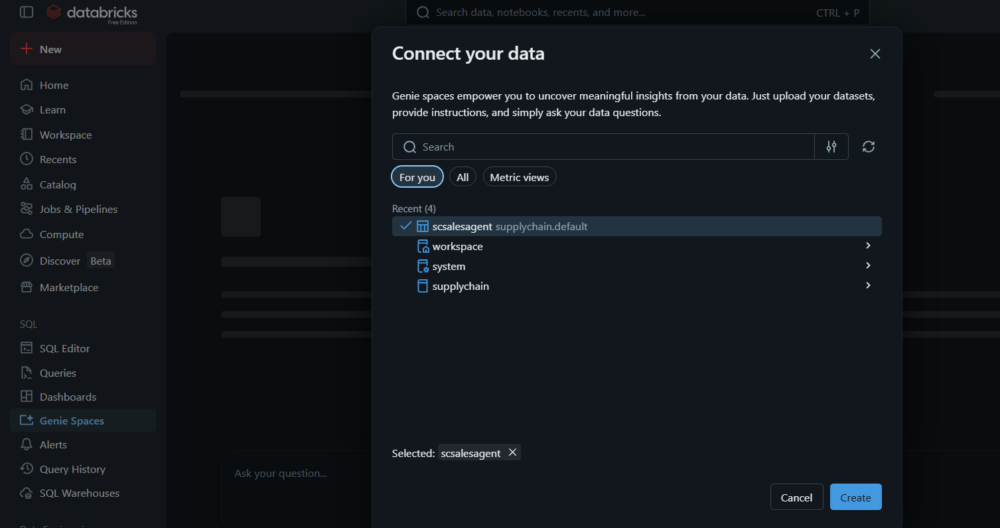 databricks
Free Edition
Search data, notebooks, recents, and more...
CTRL + P
New
Home
Learn
Workspace
Recents
Catalog
Jobs & Pipelines
Compute
Discover Beta
Marketplace
SQL
SQL Editor
Queries
Dashboards
Genie Spaces
Alerts
Query History
SQL Warehouses
Ask your question...
Connect your data
Genie spaces empower you to uncover meaningful insights from your data. Just upload your datasets,
provide instructions, and simply ask your data questions.
Search
For you All Metric views
Recent (4)
scsalesagent supplychain.default
workspace
system
supplychain
Selected: scsalesagent
Cancel Create